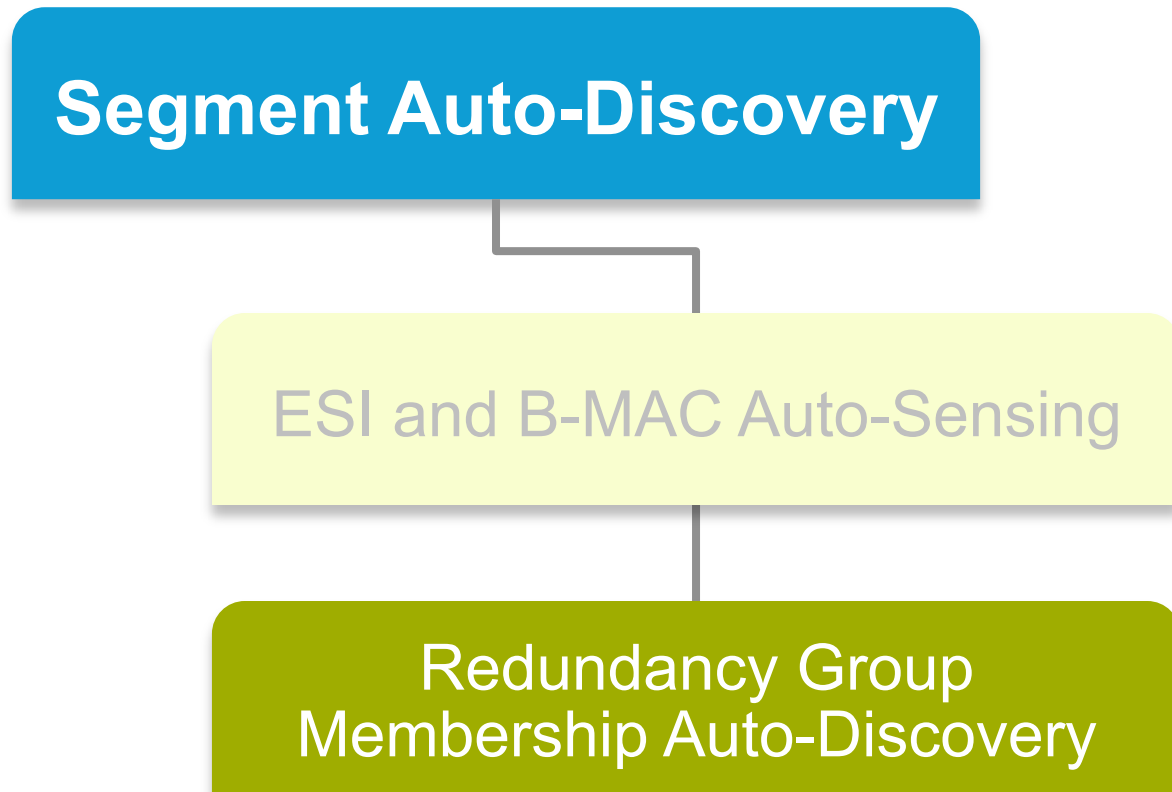 Segment Auto-Discovery
ESI and B-MAC Auto-Sensing
Redundancy Group
Membership Auto-Discovery